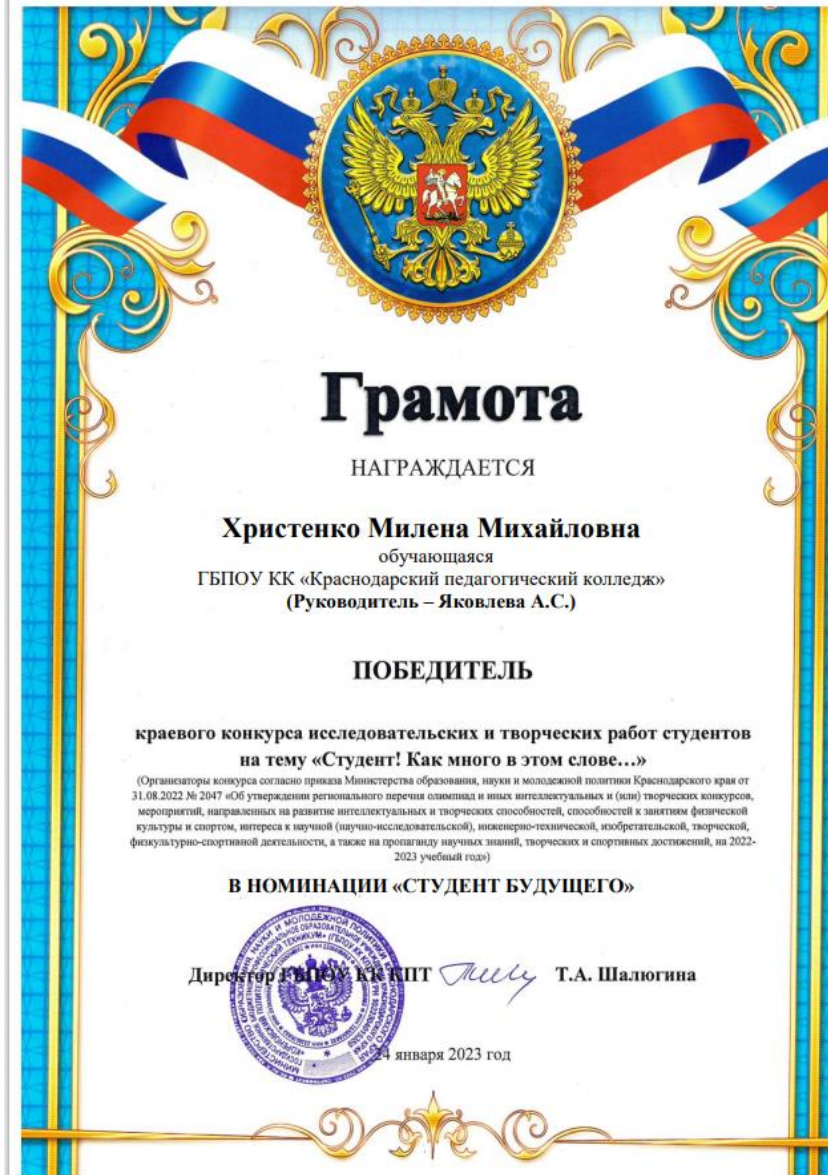 Грамота
НАГРАЖДАЕТСЯ
Христенко Милена Михайловна
обучающаяся
ГБПОУ КК «Краснодарский педагогический колледж»
(Руководитель – Яковлева А.С.)
ПОБЕДИТЕЛЬ
краевого конкурса исследовательских и творческих работ студентов
на тему «Студент! Как много в этом слове…»
(Организаторы конкурса согласно приказа Министерства образования, науки и молодежной политики Краснодарского края от
31.08.2022 № 2047 «Об утверждении регионального перечня олимпиад и иных интеллектуальных и (или) творческих конкурсов,
мероприятий, направленных на развитие интеллектуальных и творческих способностей, способностей к занятиям физической
культуры и спортом, интереса к научной (научно-исследовательской), инженерно-технической, изобретательской, творческой,
физкультурно-спортивной деятельности, а также на пропаганду научных знаний, творческих и спортивных достижений, на 2022-
2023 учебный год»)
В НОМИНАЦИИ «СТУДЕНТ БУДУЩЕГО»
Директор ГБПОУ КК КПТ Т.А. Шалюгина
24 января 2023 год